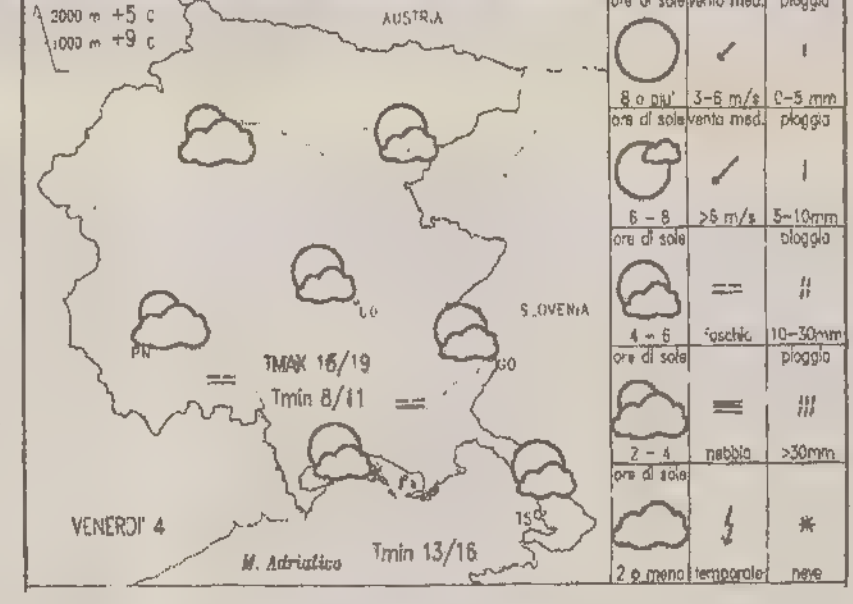 2000 m +5 C
1000 m +9 C
AUSTRIA
SLOVENIA
PN
GO
TMAX 16/19
Tmin 8/11
VENERDI' 4
M. Adriatico
Tmin 13/16
TS
ore di sole vento med. pioggia
8 o piu' 3-6 m/s 0-5 mm
ore di sole vento med. pioggia
6 - 8 >6 m/s 5-10mm
ore di sole pioggia
4 - 6 foschia 10-30mm
ore di sole pioggia
2 - 4 nebbia >30mm
ore di sole
2 o meno temporale neve